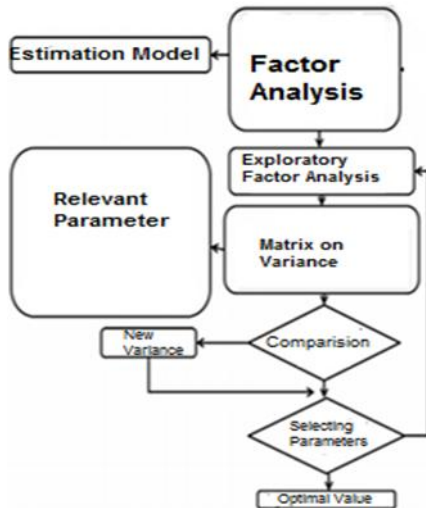 Estimation Model
Factor
Analysis
Exploratory
Factor Analysis
Relevant
Parameter
Matrix on
Variance
New
Variance
Comparision
Selecting
Parameters
Optimal Value